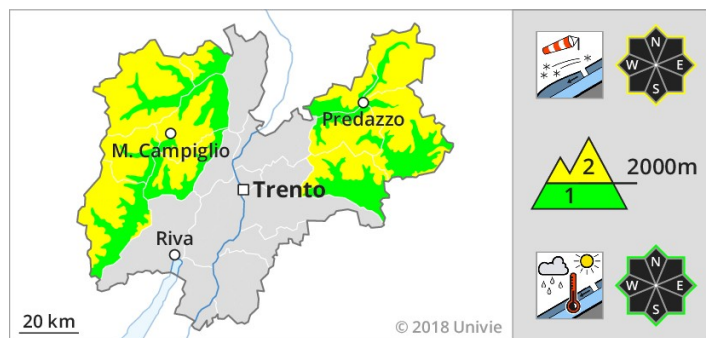 Predazzo
M. Campiglio
Trento
Riva
20 km
© 2018 Univie
N
W E
S
2 2000m
1
N
W E
S